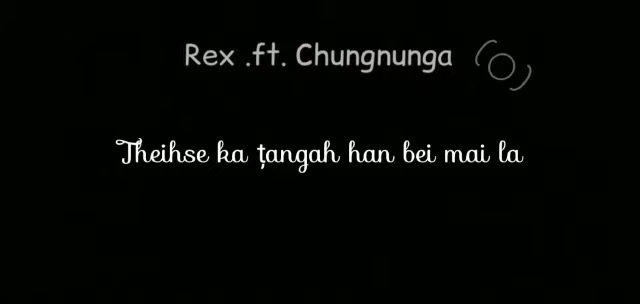 Rex .ft. Chungnunga
Theihse ka ṭangah han bei mai la